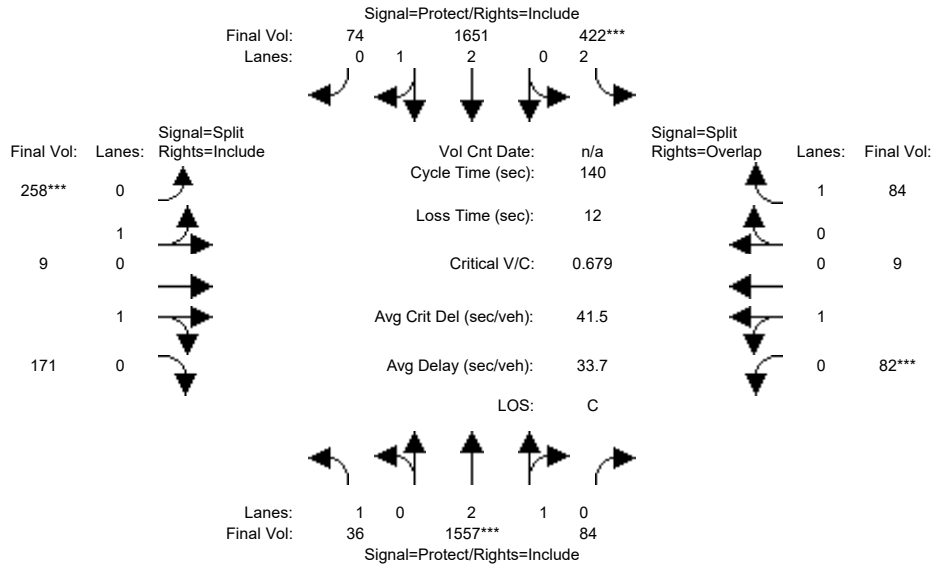 Signal=Protect/Rights=Include
Final Vol: 74 1651 422***
Lanes: 0 1 2 0 2
Signal=Split Signal=Split
Final Vol: Lanes: Rights=Include Vol Cnt Date: n/a Rights=Overlap Lanes: Final Vol:
Cycle Time (sec): 140
258*** 0 1 84
Loss Time (sec): 12
1 0
9 0 Critical V/C: 0.679 0 9
1 Avg Crit Del (sec/veh): 41.5 1
171 0 Avg Delay (sec/veh): 33.7 0 82***
LOS: C
Lanes: 1 0 2 1 0
Final Vol: 36 1557*** 84
Signal=Protect/Rights=Include